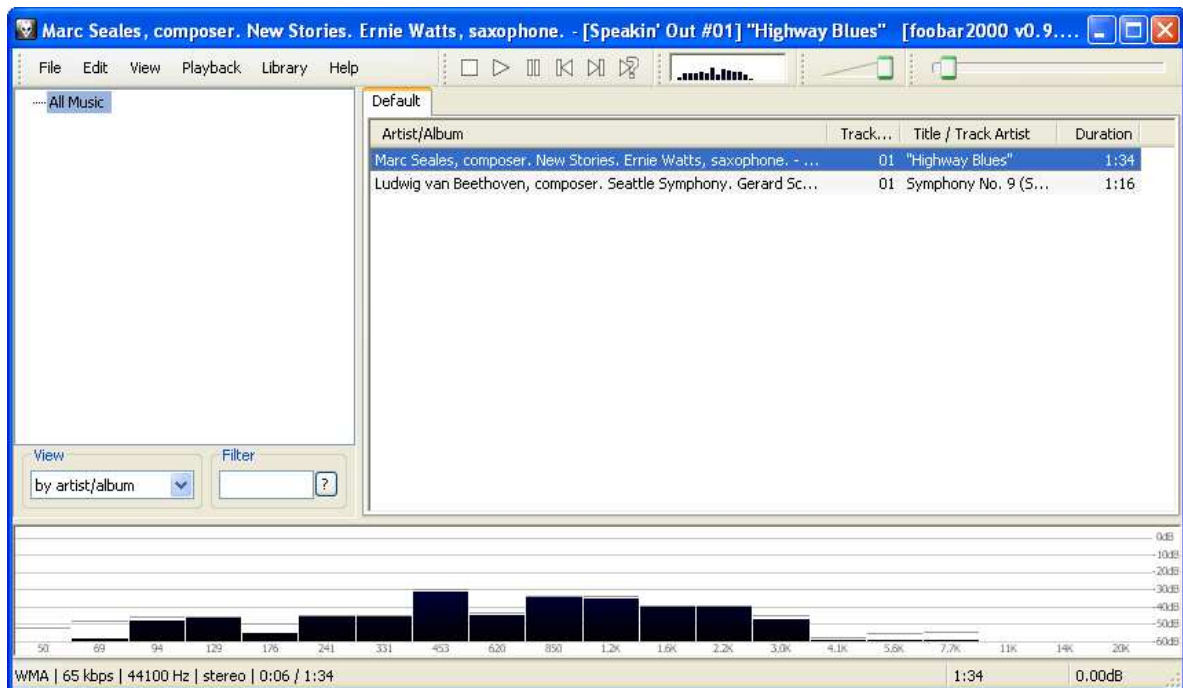 Marc Seales, composer. New Stories. Ernie Watts, saxophone. - [Speakin' Out #01] "Highway Blues" [foobar2000 v0.9....
File Edit View Playback Library Help
All Music
Default
Artist/Album Track... Title / Track Artist Duration
Marc Seales, composer. New Stories. Ernie Watts, saxophone. - ... 01 "Highway Blues" 1:34
Ludwig van Beethoven, composer. Seattle Symphony. Gerard Sc... 01 Symphony No. 9 (S... 1:16
View Filter
by artist/album ?
0dB
-10dB
-20dB
-30dB
-40dB
-50dB
-60dB
50 69 94 129 176 241 331 453 620 850 1.2K 1.6K 2.2K 3.0K 4.1K 5.6K 7.7K 11K 14K 20K
WMA | 65 kbps | 44100 Hz | stereo | 0:06 / 1:34 1:34 0.00dB